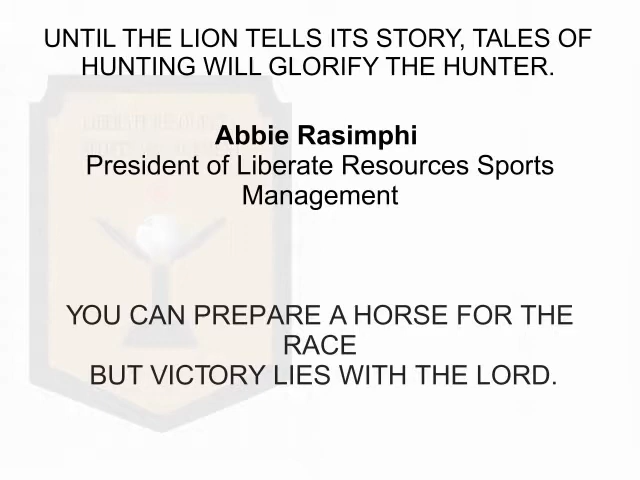 UNTIL THE LION TELLS ITS STORY, TALES OF
HUNTING WILL GLORIFY THE HUNTER.
Abbie Rasimphi
President of Liberate Resources Sports
Management
YOU CAN PREPARE A HORSE FOR THE
RACE
BUT VICTORY LIES WITH THE LORD.